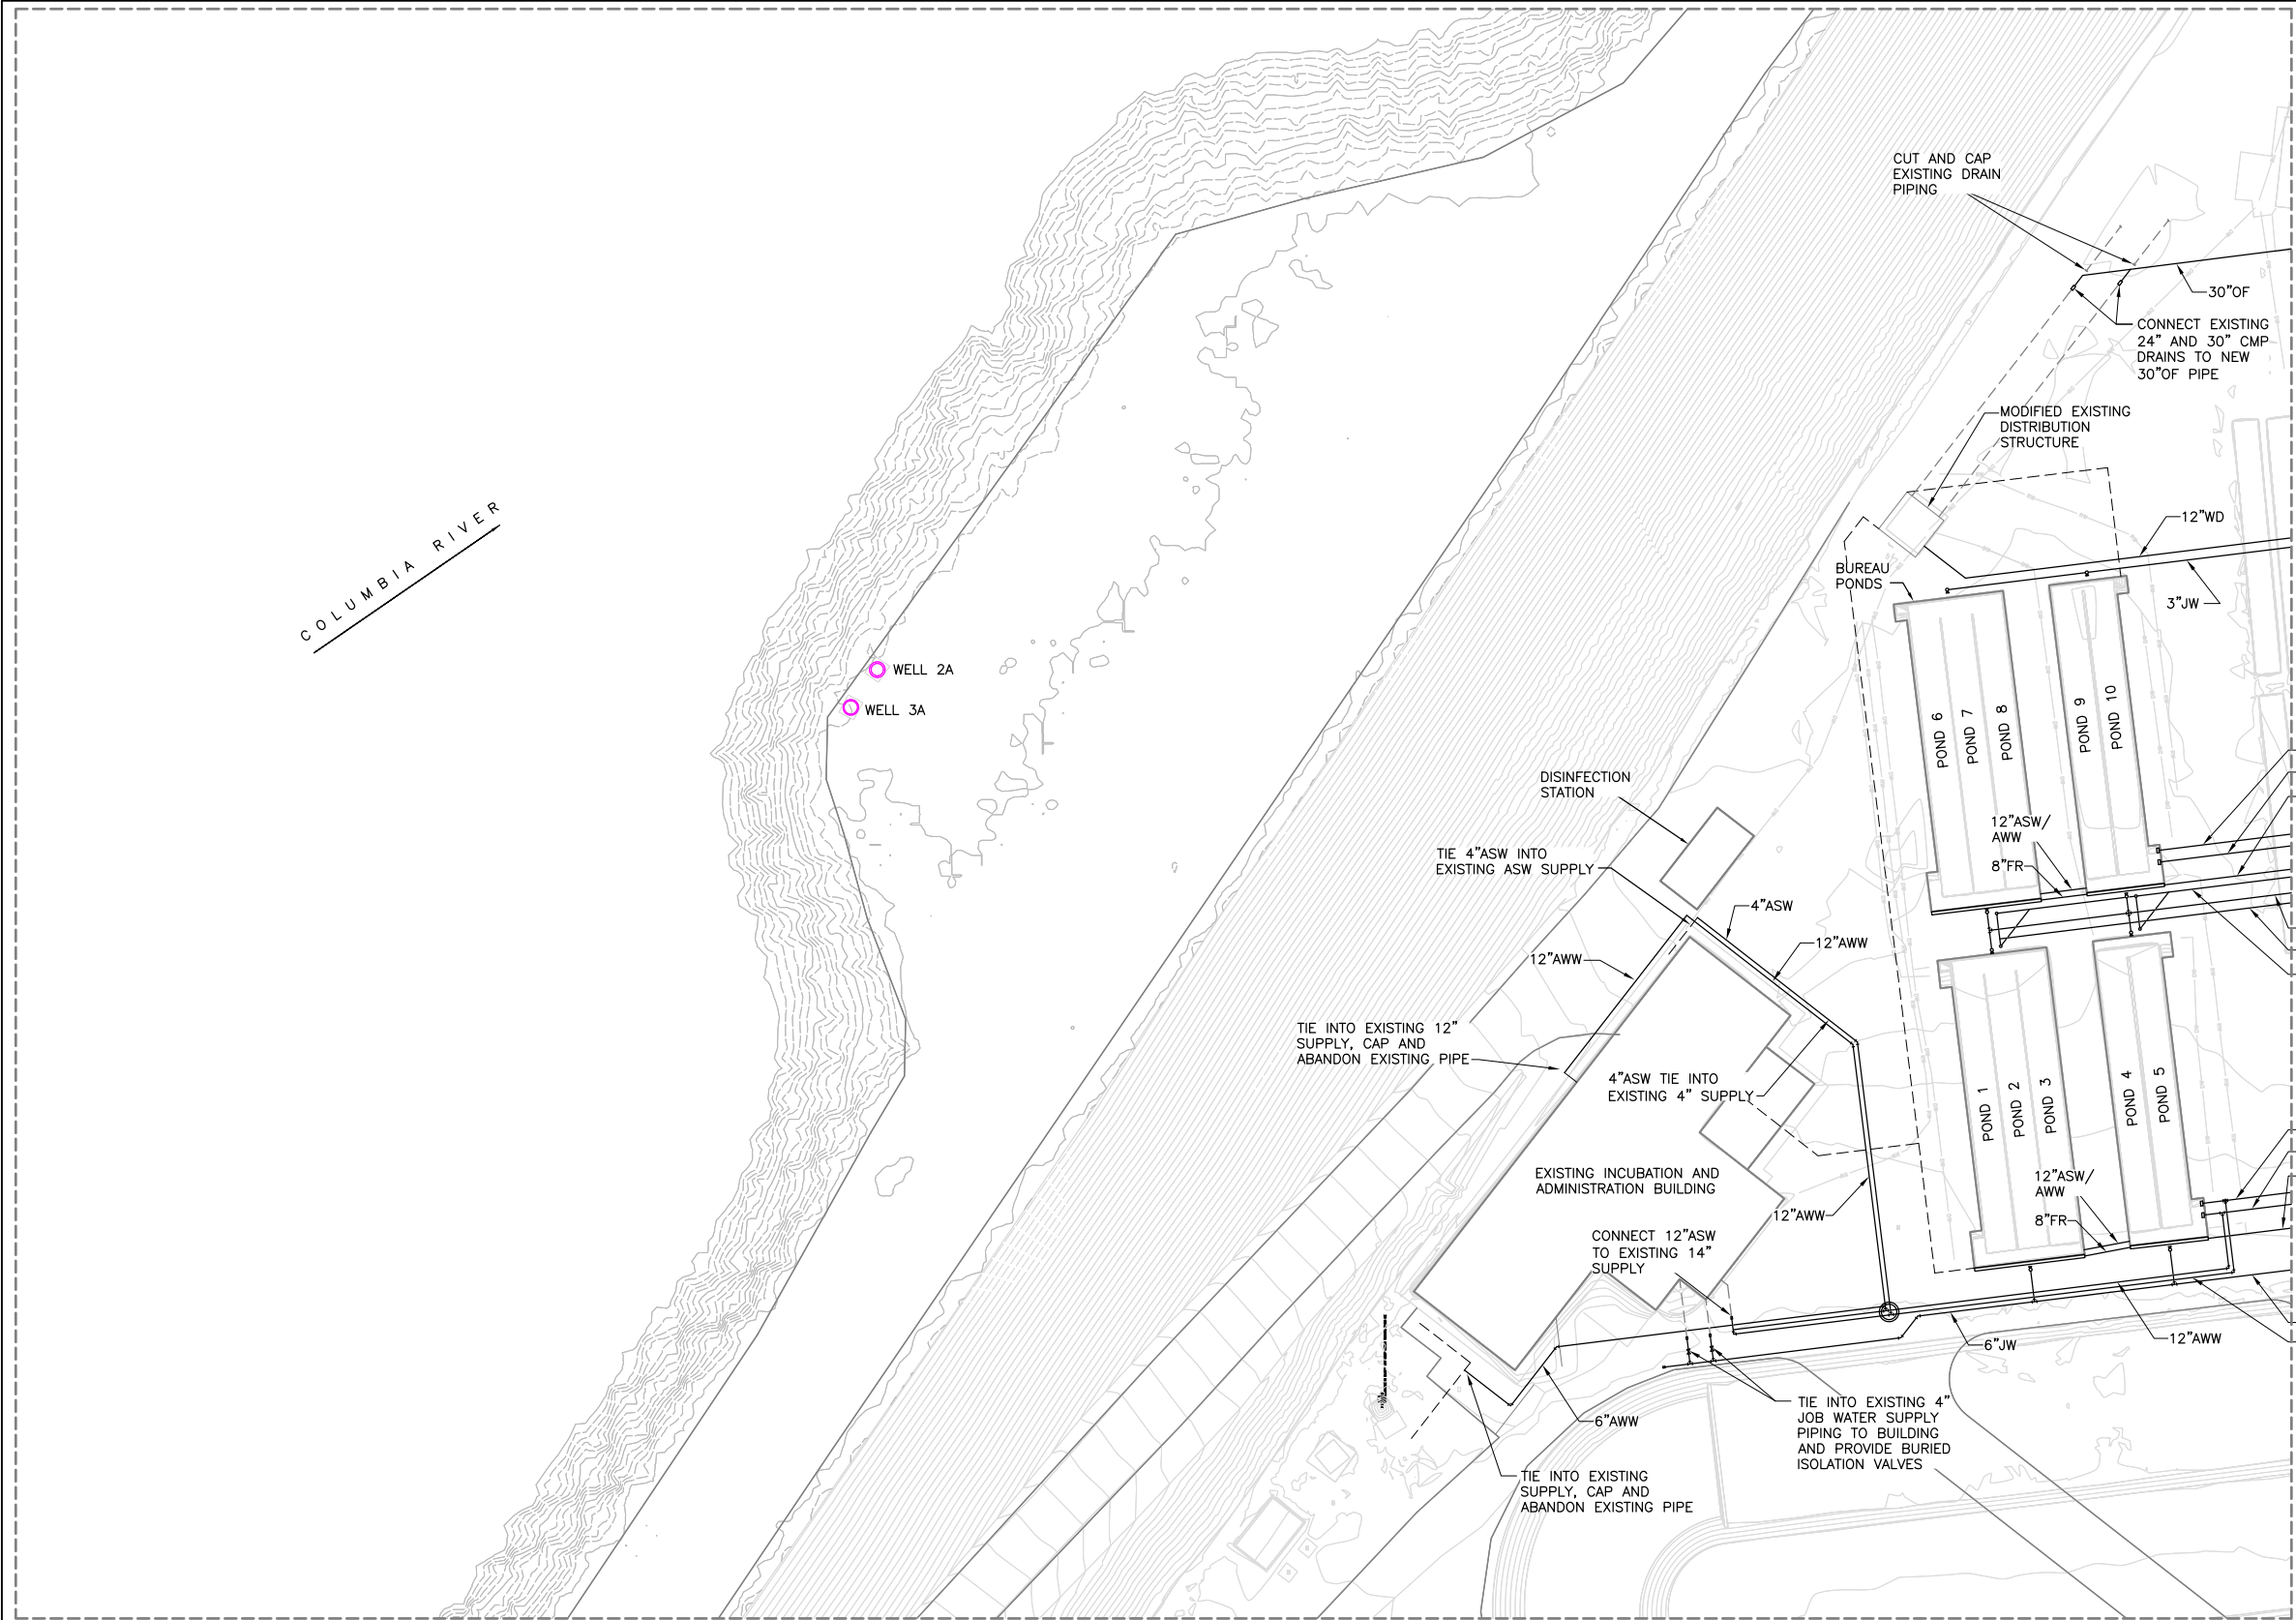 CUT AND CAP
EXISTING DRAIN
PIPING
30"OF
CONNECT EXISTING
24" AND 30" CMP
DRAINS TO NEW
30"OF PIPE
MODIFIED EXISTING
DISTRIBUTION
STRUCTURE
COLUMBIA RIVER
12"WD
BUREAU
PONDS
3"JW
WELL 2A
WELL 3A
POND 6
POND 7
POND 8
POND 9
POND 10
DISINFECTION
STATION
12"ASW/
AWW
8"FR
TIE 4"ASW INTO
EXISTING ASW SUPPLY
4"ASW
12"AWW
12"AWW
TIE INTO EXISTING 12"
SUPPLY, CAP AND
ABANDON EXISTING PIPE
4"ASW TIE INTO
EXISTING 4" SUPPLY
POND 1
POND 2
POND 3
POND 4
POND 5
EXISTING INCUBATION AND
ADMINISTRATION BUILDING
12"ASW/
AWW
8"FR
12"AWW
CONNECT 12"ASW
TO EXISTING 14"
SUPPLY
12"AWW
6"JW
6"AWW
TIE INTO EXISTING 4"
JOB WATER SUPPLY
PIPING TO BUILDING
AND PROVIDE BURIED
ISOLATION VALVES
TIE INTO EXISTING
SUPPLY, CAP AND
ABANDON EXISTING PIPE